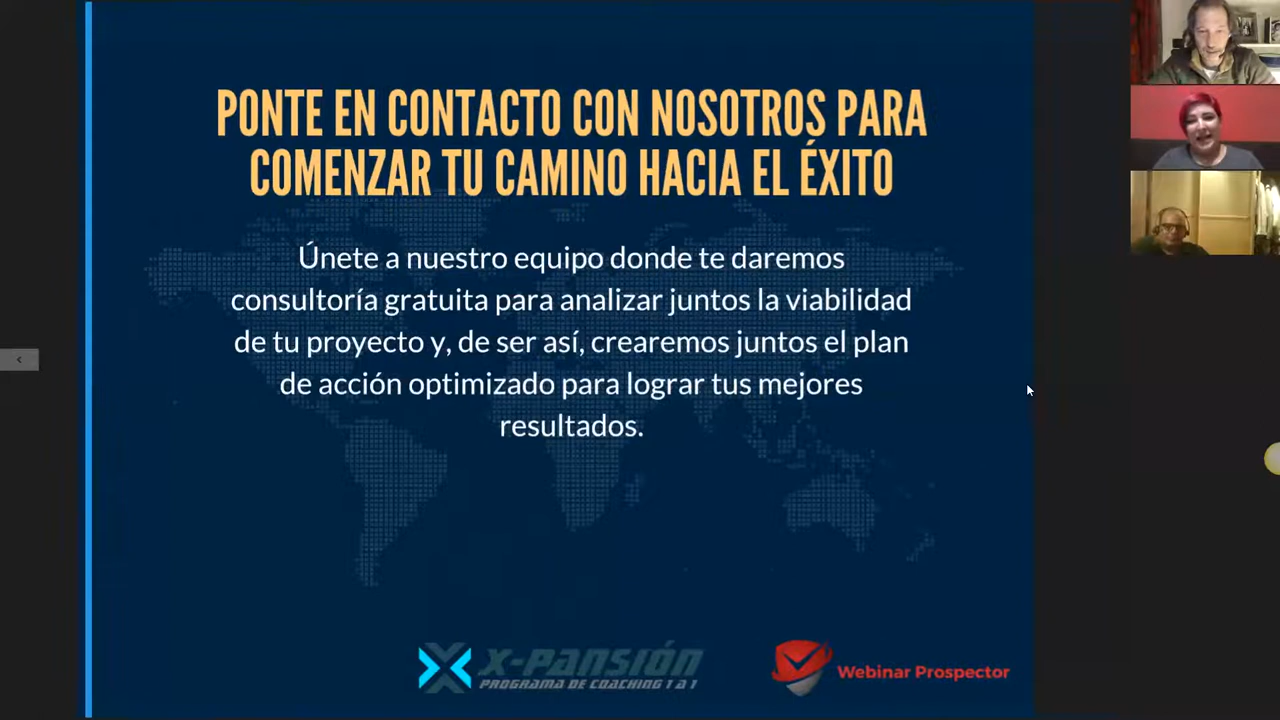 PONTE EN CONTACTO CON NOSOTROS PARA
COMENZAR TU CAMINO HACIA EL ÉXITO
Únete a nuestro equipo donde te daremos
consultoría gratuita para analizar juntos la viabilidad
de tu proyecto y, de ser así, crearemos juntos el plan
de acción optimizado para lograr tus mejores
resultados.
X-PANSIÓN
PROGRAMA DE COACHING 1 A 1
Webinar Prospector